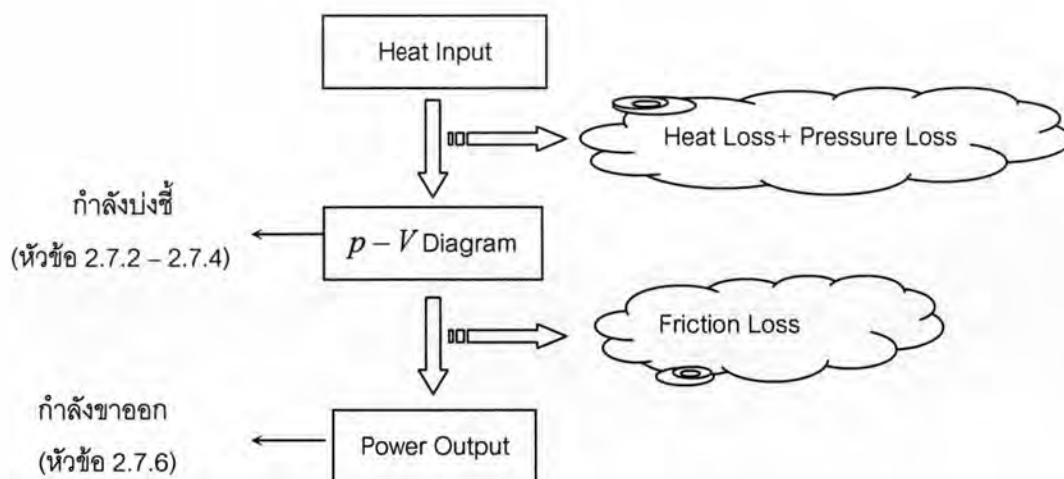 Heat Input
Heat Loss+ Pressure Loss
กำลังบ่งชี้
(หัวข้อ 2.7.2 – 2.7.4)
p – V Diagram
Friction Loss
กำลังขาออก
(หัวข้อ 2.7.6)
Power Output